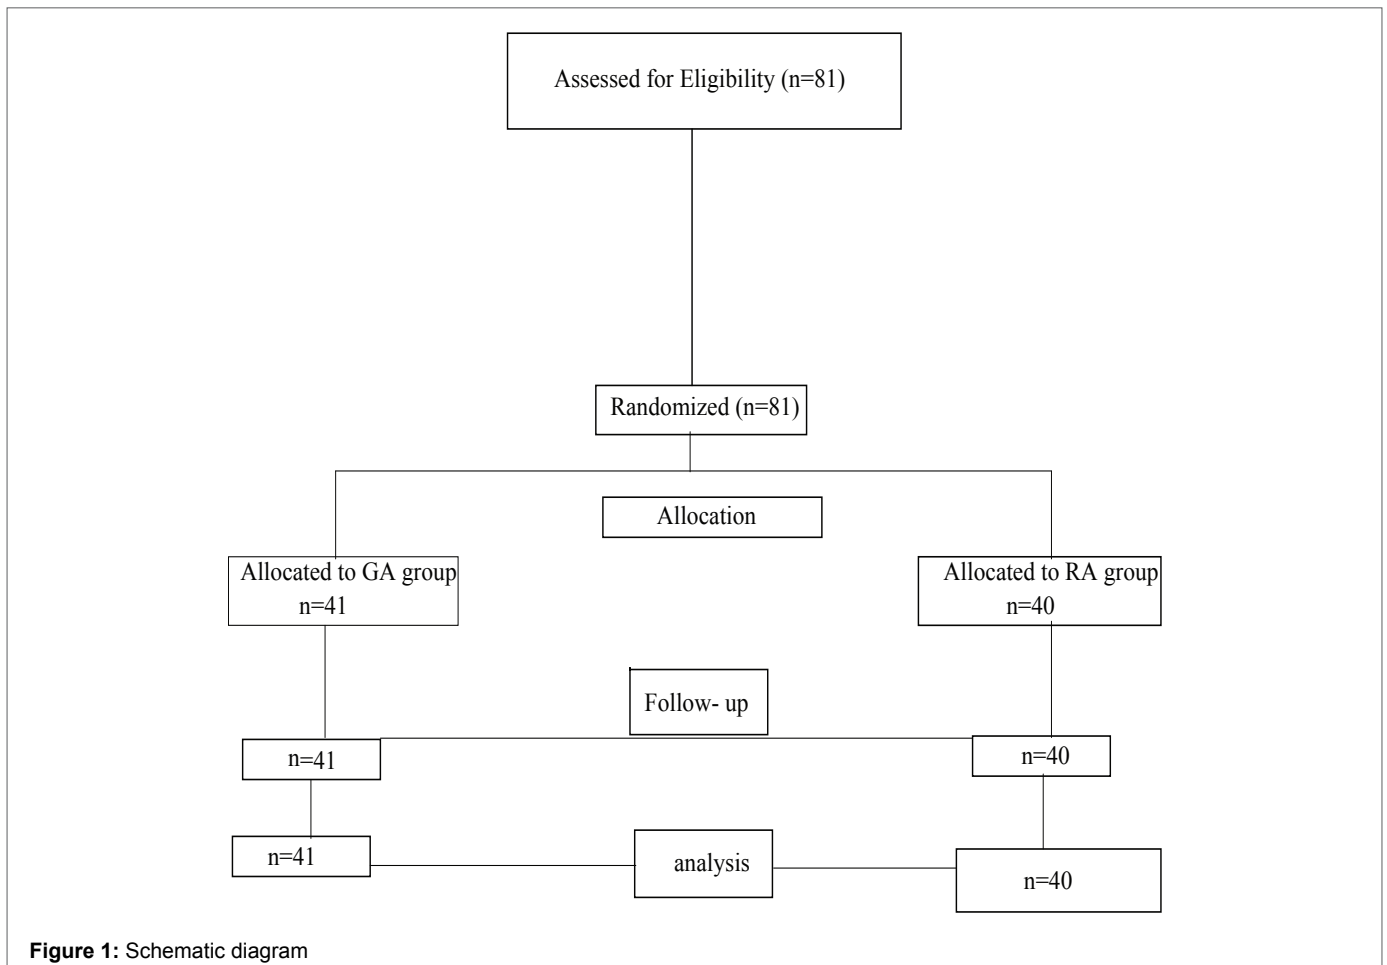 Assessed for Eligibility (n=81)
Randomized (n=81)
Allocation
Allocated to GA group
n=41
Allocated to RA group
n=40
Follow- up
n=41
n=40
n=41
analysis
n=40
Figure 1: Schematic diagram